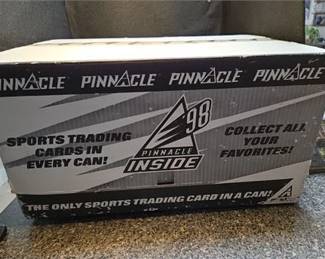 INNACLE PINNACLE PINNACLE PINNACLE
SPORTS TRADING
CARDS IN
EVERY CAN!
98
PINNACLE
INSIDE
COLLECT ALL
YOUR
FAVORITES!
THE ONLY SPORTS TRADING CARD IN A CAN!